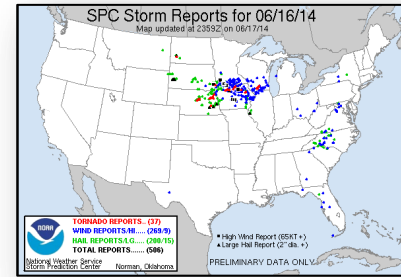 SPC Storm Reports for 06/16/14
Map updated at 2359Z on 06/17/14
NOAA
TORNADO REPORTS.. (37)
WIND REPORTS/HI..... (269/9)
HAIL REPORTS/LG..... (200/15)
TOTAL REPORTS..... (506)
National Weather Service
Storm Prediction Center Norman, Oklahoma
High Wind Report (65KT +)
Large Hail Report (2" dia. +)
PRELIMINARY DATA ONLY